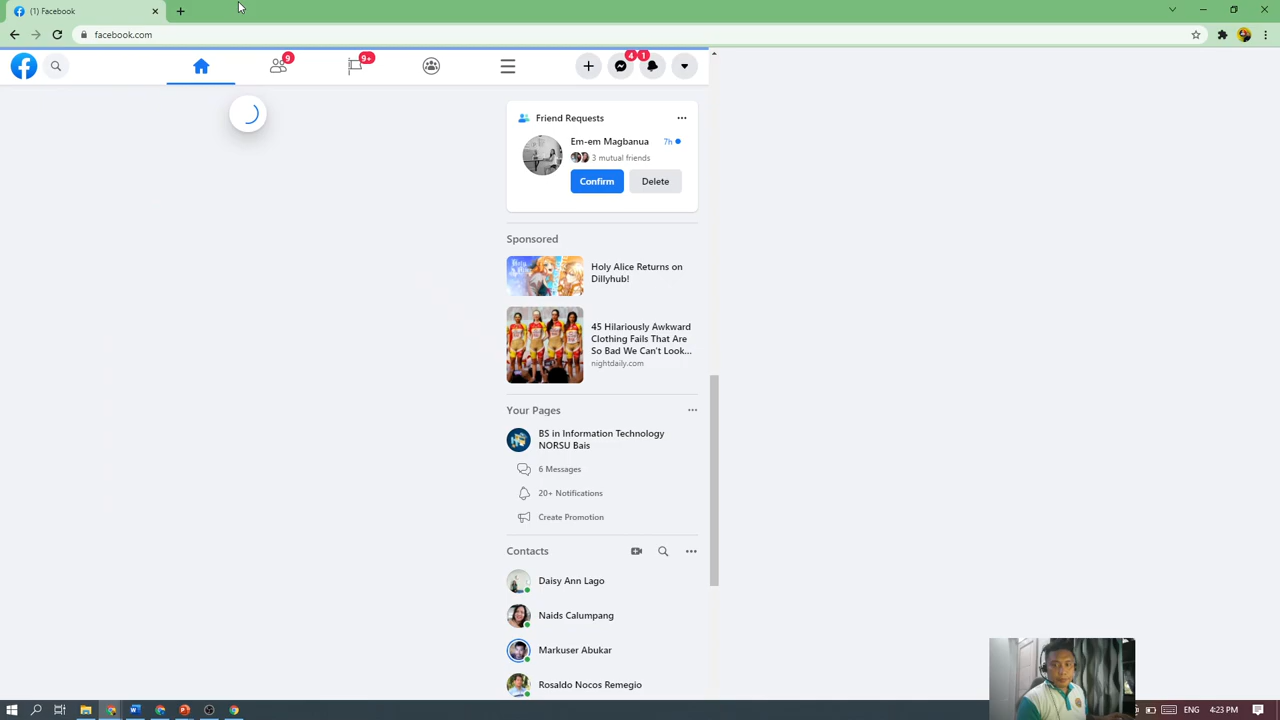 (1) Facebook
facebook.com
9
9+
4
1
Friend Requests
Em-em Magbanua
7h
3 mutual friends
Confirm
Delete
Sponsored
Holy Alice Returns on
Dillyhub!
45 Hilariously Awkward
Clothing Fails That Are
So Bad We Can't Look...
nightdaily.com
Your Pages
BS in Information Technology
NORSU Bais
6 Messages
20+ Notifications
Create Promotion
Contacts
Daisy Ann Lago
Naids Calumpang
Markuser Abukar
Rosaldo Nocos Remegio
ENG
4:23 PM